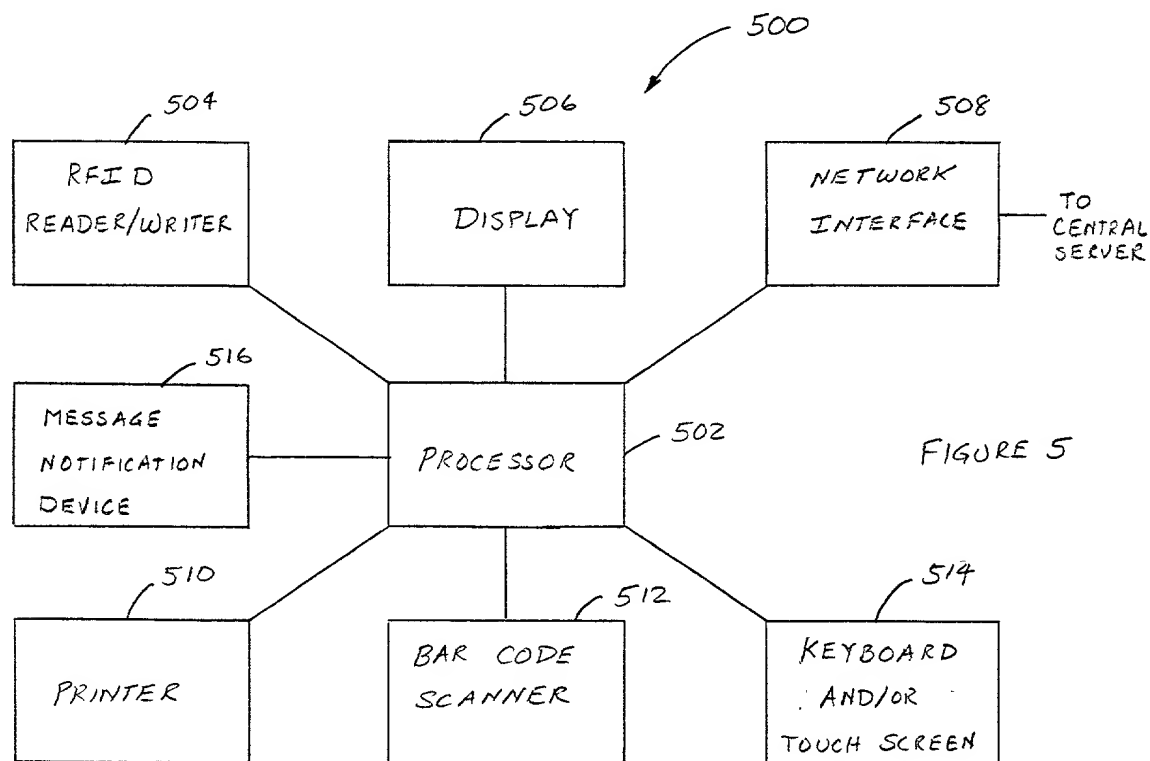 500
504
506
508
RFID
READER/WRITER
DISPLAY
NETWORK
INTERFACE
TO
CENTRAL
SERVER
516
MESSAGE
NOTIFICATION
DEVICE
PROCESSOR
502
FIGURE 5
510
512
514
PRINTER
BAR CODE
SCANNER
KEYBOARD
AND/OR
TOUCH SCREEN